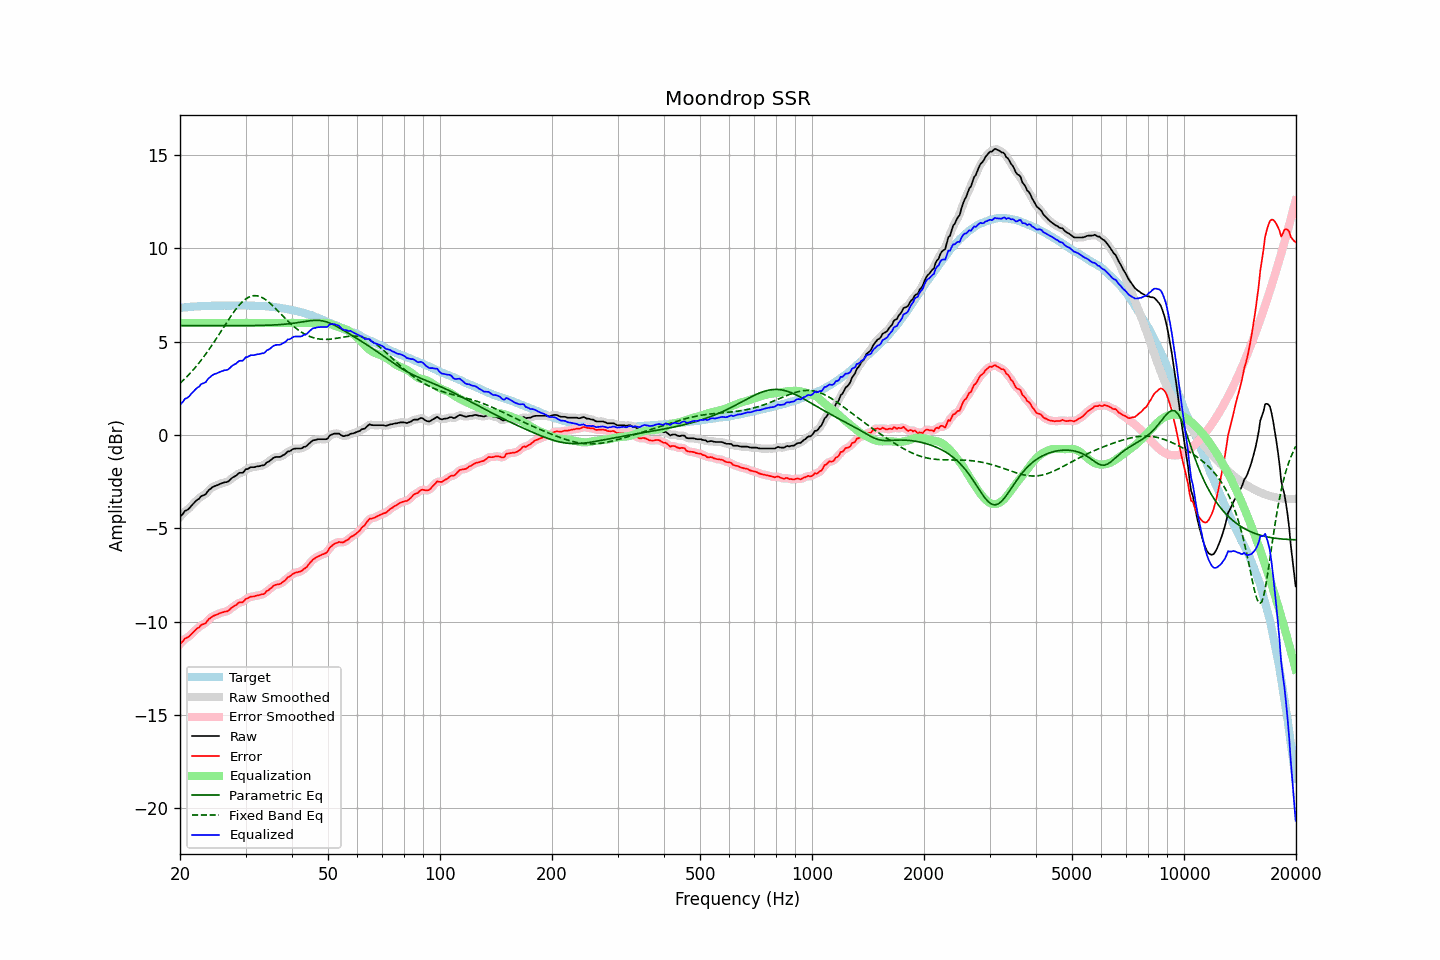 Moondrop SSR
Amplitude (dBr)
15
10
5
0
−5
−10
−15
−20
Target
Raw Smoothed
Error Smoothed
Raw
Error
Equalization
Parametric Eq
Fixed Band Eq
Equalized
20 50 100 200 500 1000 2000 5000 10000 20000
Frequency (Hz)